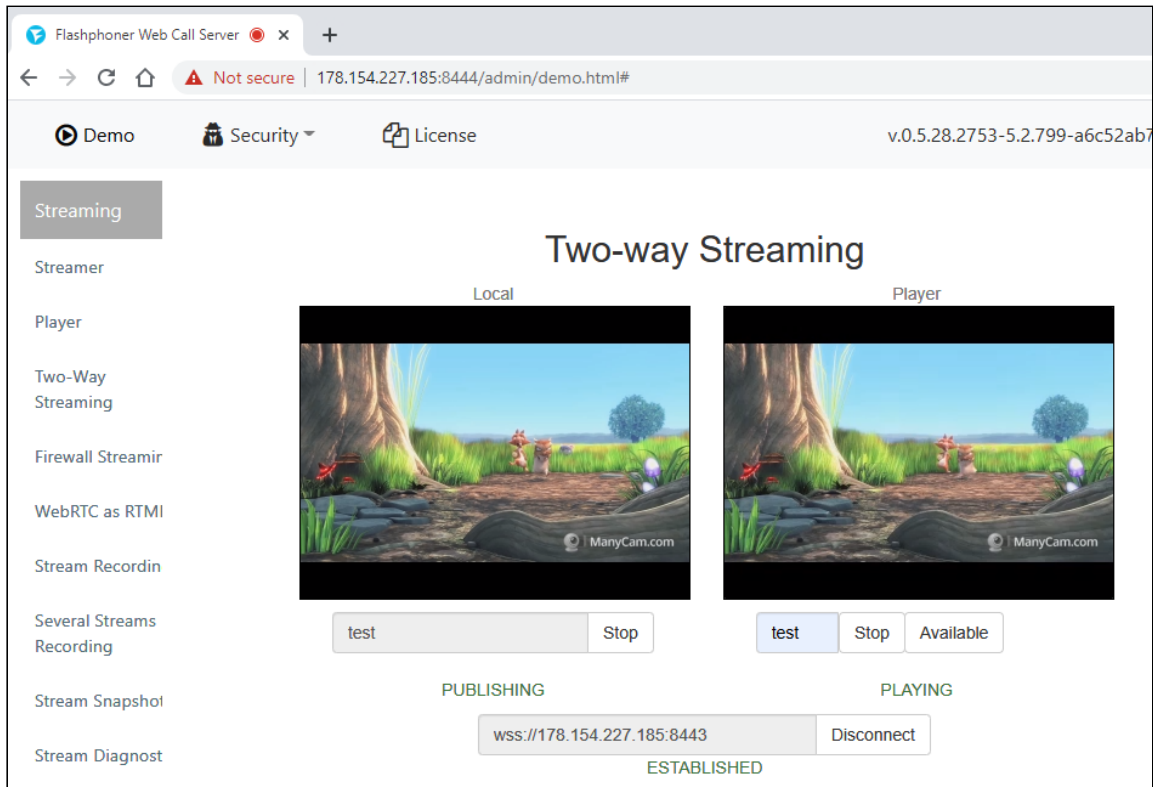 Flashphoner Web Call Server
Not secure | 178.154.227.185:8444/admin/demo.html#
Demo Security License v.0.5.28.2753-5.2.799-a6c52ab7
Streaming
Two-way Streaming
Streamer
Local Player
Player
Two-Way
Streaming
Firewall Streamin
WebRTC as RTM
Stream Recordin
ManyCam.com ManyCam.com
Several Streams
Recording
test Stop test Stop Available
Stream Snapshot
PUBLISHING PLAYING
wss://178.154.227.185:8443 Disconnect
Stream Diagnost
ESTABLISHED